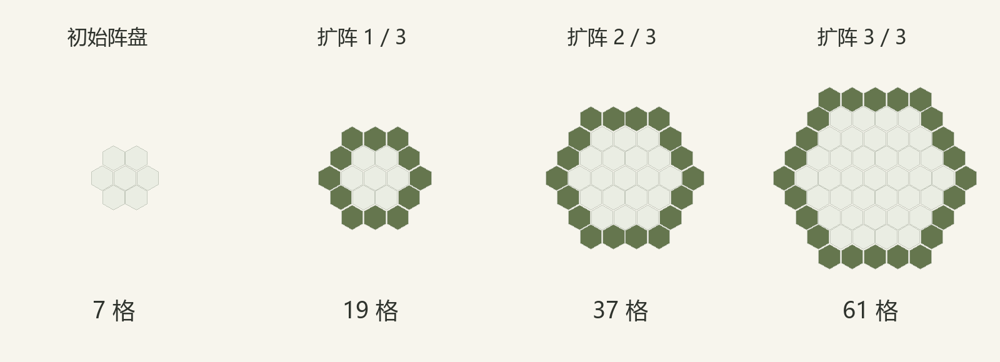 初始阵盘
扩阵 1 / 3
扩阵 2 / 3
扩阵 3 / 3
7 格
19 格
37 格
61 格